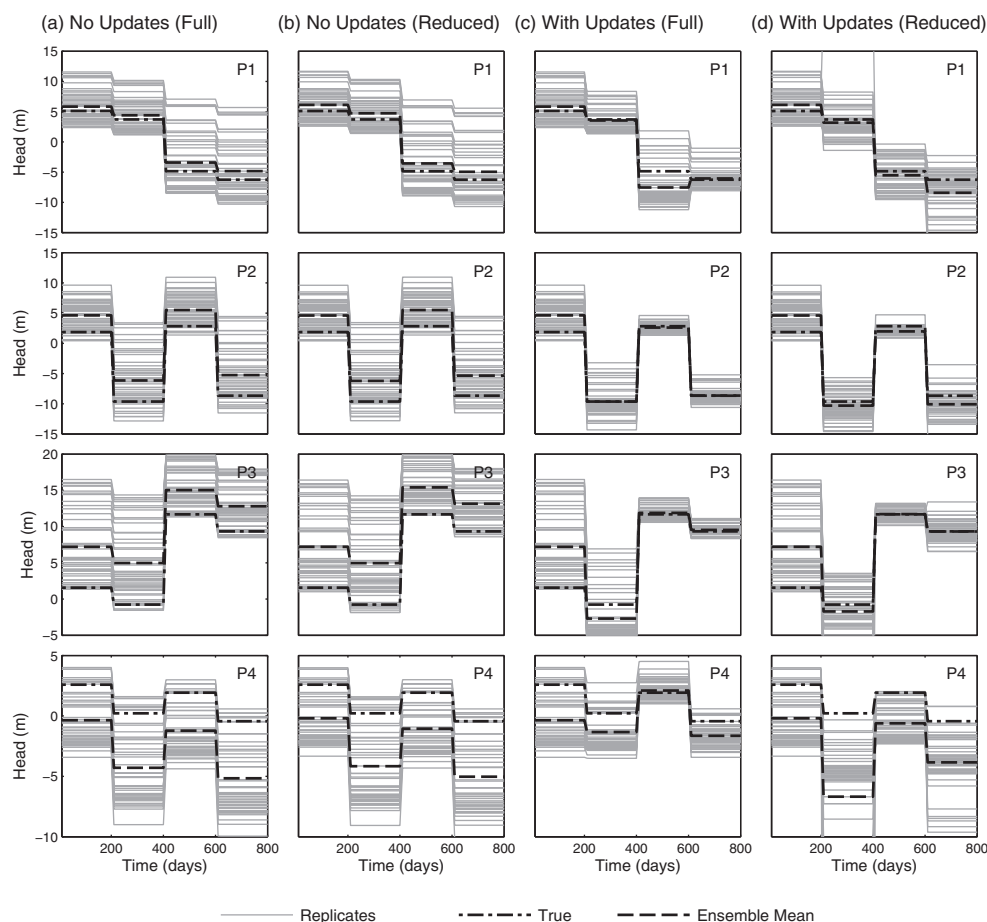 (a) No Updates (Full) (b) No Updates (Reduced) (c) With Updates (Full) (d) With Updates (Reduced)
15
10
5
0
−5
−10
−15
Head (m)
P1 P1 P1 P1
15
10
5
0
−5
−10
−15
Head (m)
P2 P2 P2 P2
20
15
10
5
0
−5
Head (m)
P3 P3 P3 P3
5
0
−5
−10
Head (m)
P4 P4 P4 P4
200 400 600 800 200 400 600 800 200 400 600 800 200 400 600 800
Time (days) Time (days) Time (days) Time (days)
Replicates True Ensemble Mean